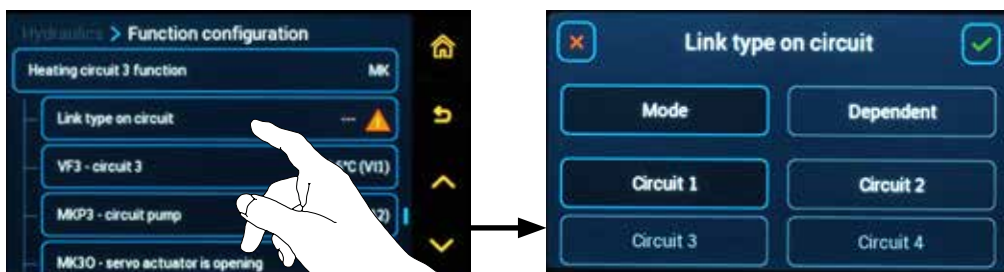 Hydraulics > Function configuration
Heating circuit 3 function MK
Link type on circuit --- 
VF3 - circuit 3 5°C (VI1)
MKP3 - circuit pump 2)
MK3O - servo actuator is opening
Link type on circuit
Mode Dependent
Circuit 1 Circuit 2
Circuit 3 Circuit 4